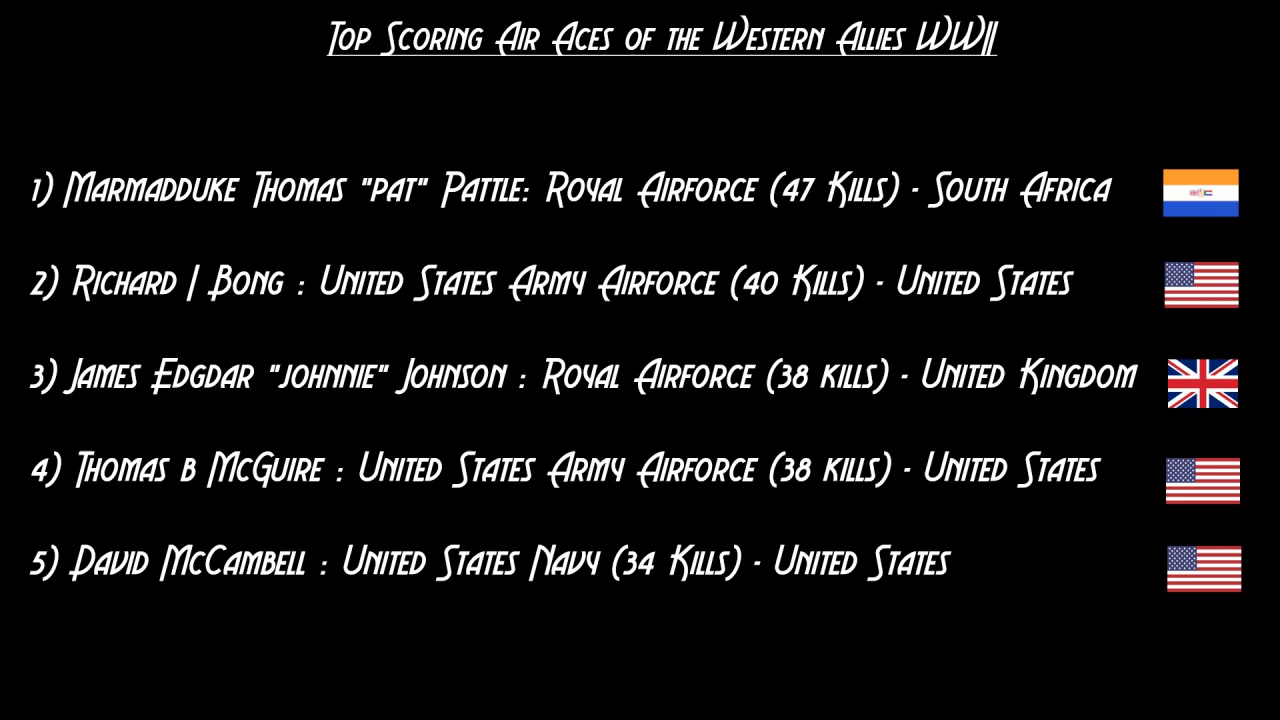 Top Scoring Air Aces of the Western Allies WWII
1) Marmadduke Thomas "pat" Pattle: Royal Airforce (47 Kills) - South Africa
2) Richard I Bong : United States Army Airforce (40 Kills) - United States
3) James Edgdar "johnnie" Johnson : Royal Airforce (38 kills) - United Kingdom
4) Thomas b McGuire : United States Army Airforce (38 kills) - United States
5) David McCambell : United States Navy (34 Kills) - United States